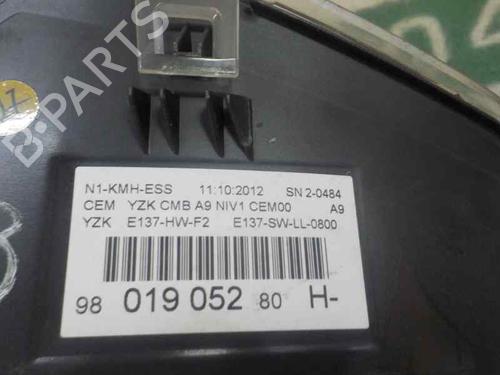 B-PARTS
N1-KMH-ESS 11:10:2012 SN 2-0484
CEM YZK CMB A9 NIV1 CEM00 A9
YZK E137-HW-F2 E137-SW-LL-0800
98 019 052 80 H-